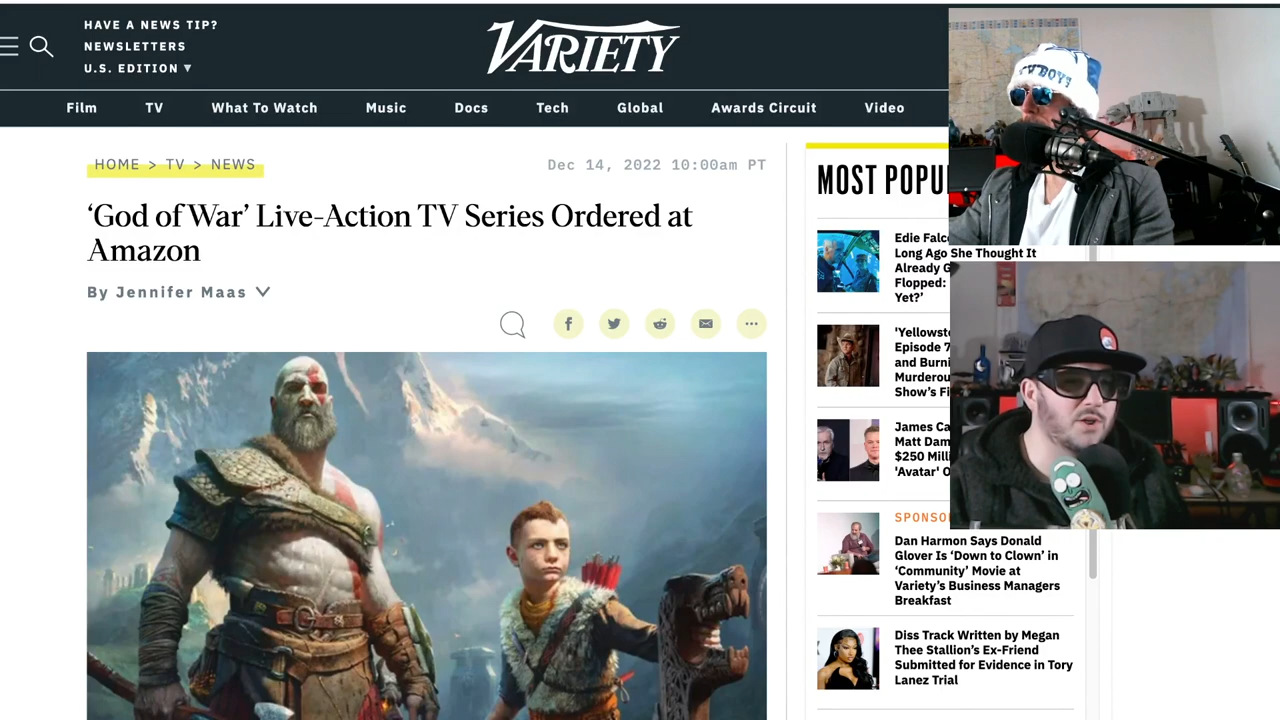 HAVE A NEWS TIP?
NEWSLETTERS
U.S. EDITION
VARIETY
Film TV What To Watch Music Docs Tech Global Awards Circuit Video
HOME > TV > NEWS
Dec 14, 2022 10:00am PT
‘God of War’ Live-Action TV Series Ordered at
Amazon
By Jennifer Maas
MOST POPU
Edie Falc
Long Ago She Thought It
Already G
Flopped:
Yet?’
'Yellowst
Episode 7
and Burni
Murderou
Show’s Fi
James Ca
Matt Dam
$250 Milli
'Avatar' O
SPONSO
Dan Harmon Says Donald
Glover Is ‘Down to Clown’ in
‘Community’ Movie at
Variety’s Business Managers
Breakfast
Diss Track Written by Megan
Thee Stallion’s Ex-Friend
Submitted for Evidence in Tory
Lanez Trial